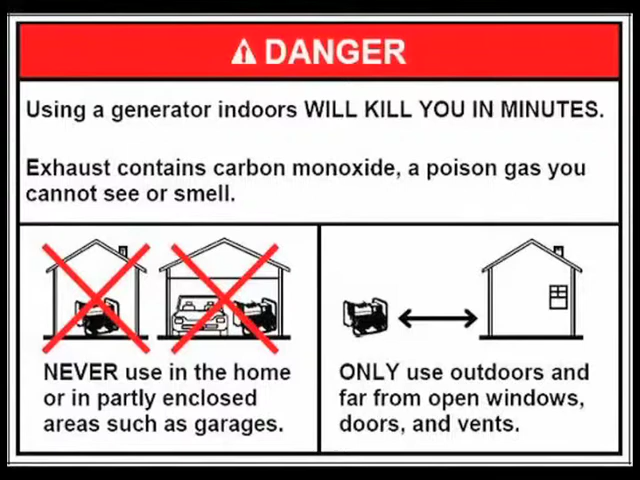 DANGER
Using a generator indoors WILL KILL YOU IN MINUTES.
Exhaust contains carbon monoxide, a poison gas you
cannot see or smell.
NEVER use in the home
or in partly enclosed
areas such as garages.
ONLY use outdoors and
far from open windows,
doors, and vents.